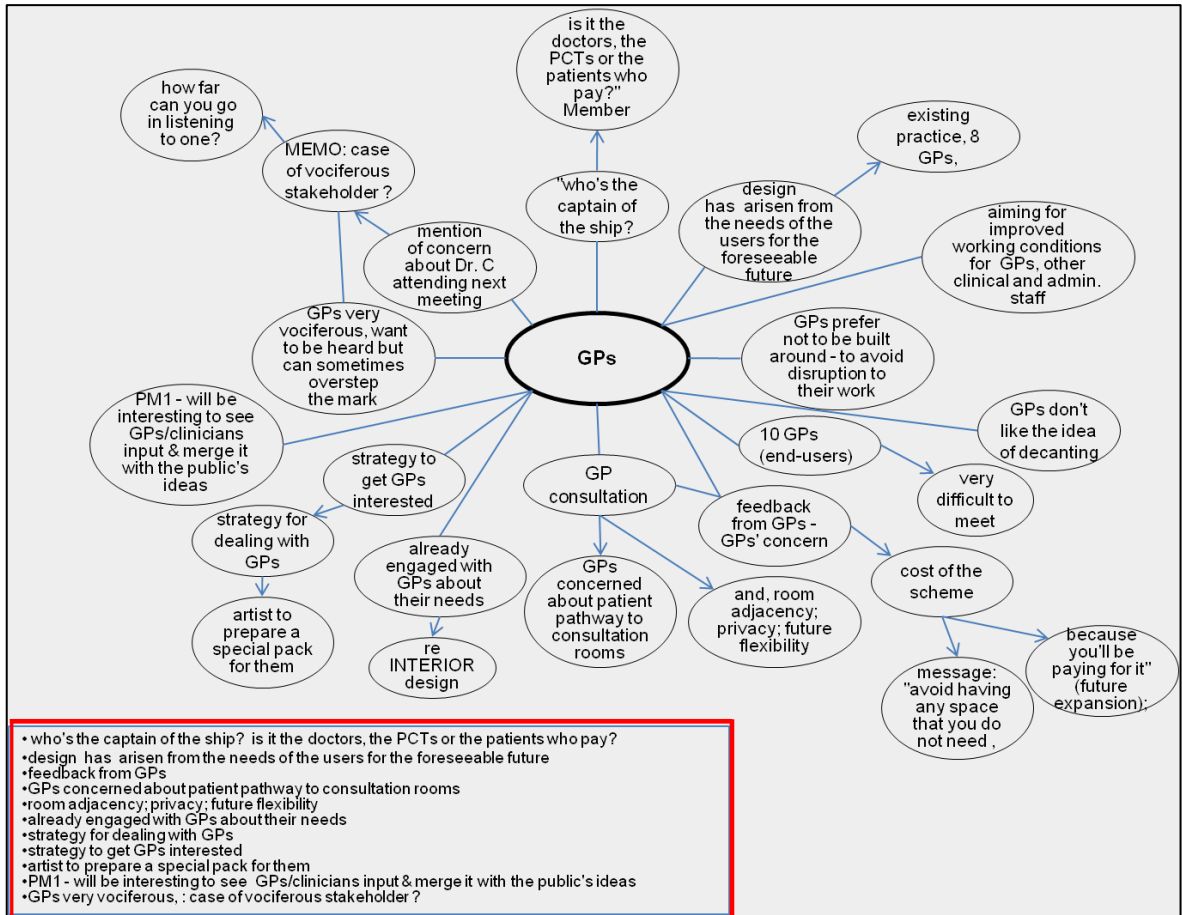 is it the
doctors, the
PCTs or the
patients who
pay?"
Member
how far
can you go
in listening
to one?
existing
practice, 8
GPs,
MEMO: case
of vociferous
stakeholder ?
"who's the
captain of
the ship?
design
has arisen from
the needs of the
users for the
foreseeable
future
aiming for
improved
working conditions
for GPs, other
clinical and admin.
staff
mention
of concern
about Dr. C
attending next
meeting
GPs very
vociferous, want
to be heard but
can sometimes
overstep
the mark
GPs
GPs prefer
not to be built
around - to avoid
disruption to
their work
PM1 - will be
interesting to see
GPs/clinicians
input & merge it
with the public's
ideas
GPs don't
like the idea
of decanting
10 GPs
(end-users)
strategy to
get GPs
interested
GP
consultation
very
difficult to
meet
feedback
from GPs -
GPs' concern
strategy for
dealing with
GPs
already
engaged with
GPs about
their needs
GPs
concerned
about patient
pathway to
consultation
rooms
cost of the
scheme
and, room
adjacency;
privacy; future
flexibility
artist to
prepare a
special pack
for them
re
INTERIOR
design
because
you'll be
paying for it"
(future
expansion);
message:
"avoid having
any space
that you do
not need ,
• who's the captain of the ship? is it the doctors, the PCTs or the patients who pay?
•design has arisen from the needs of the users for the foreseeable future
•feedback from GPs
•GPs concerned about patient pathway to consultation rooms
•room adjacency; privacy; future flexibility
•already engaged with GPs about their needs
•strategy for dealing with GPs
•strategy to get GPs interested
•artist to prepare a special pack for them
•PM1 - will be interesting to see GPs/clinicians input & merge it with the public's ideas
•GPs very vociferous, : case of vociferous stakeholder ?